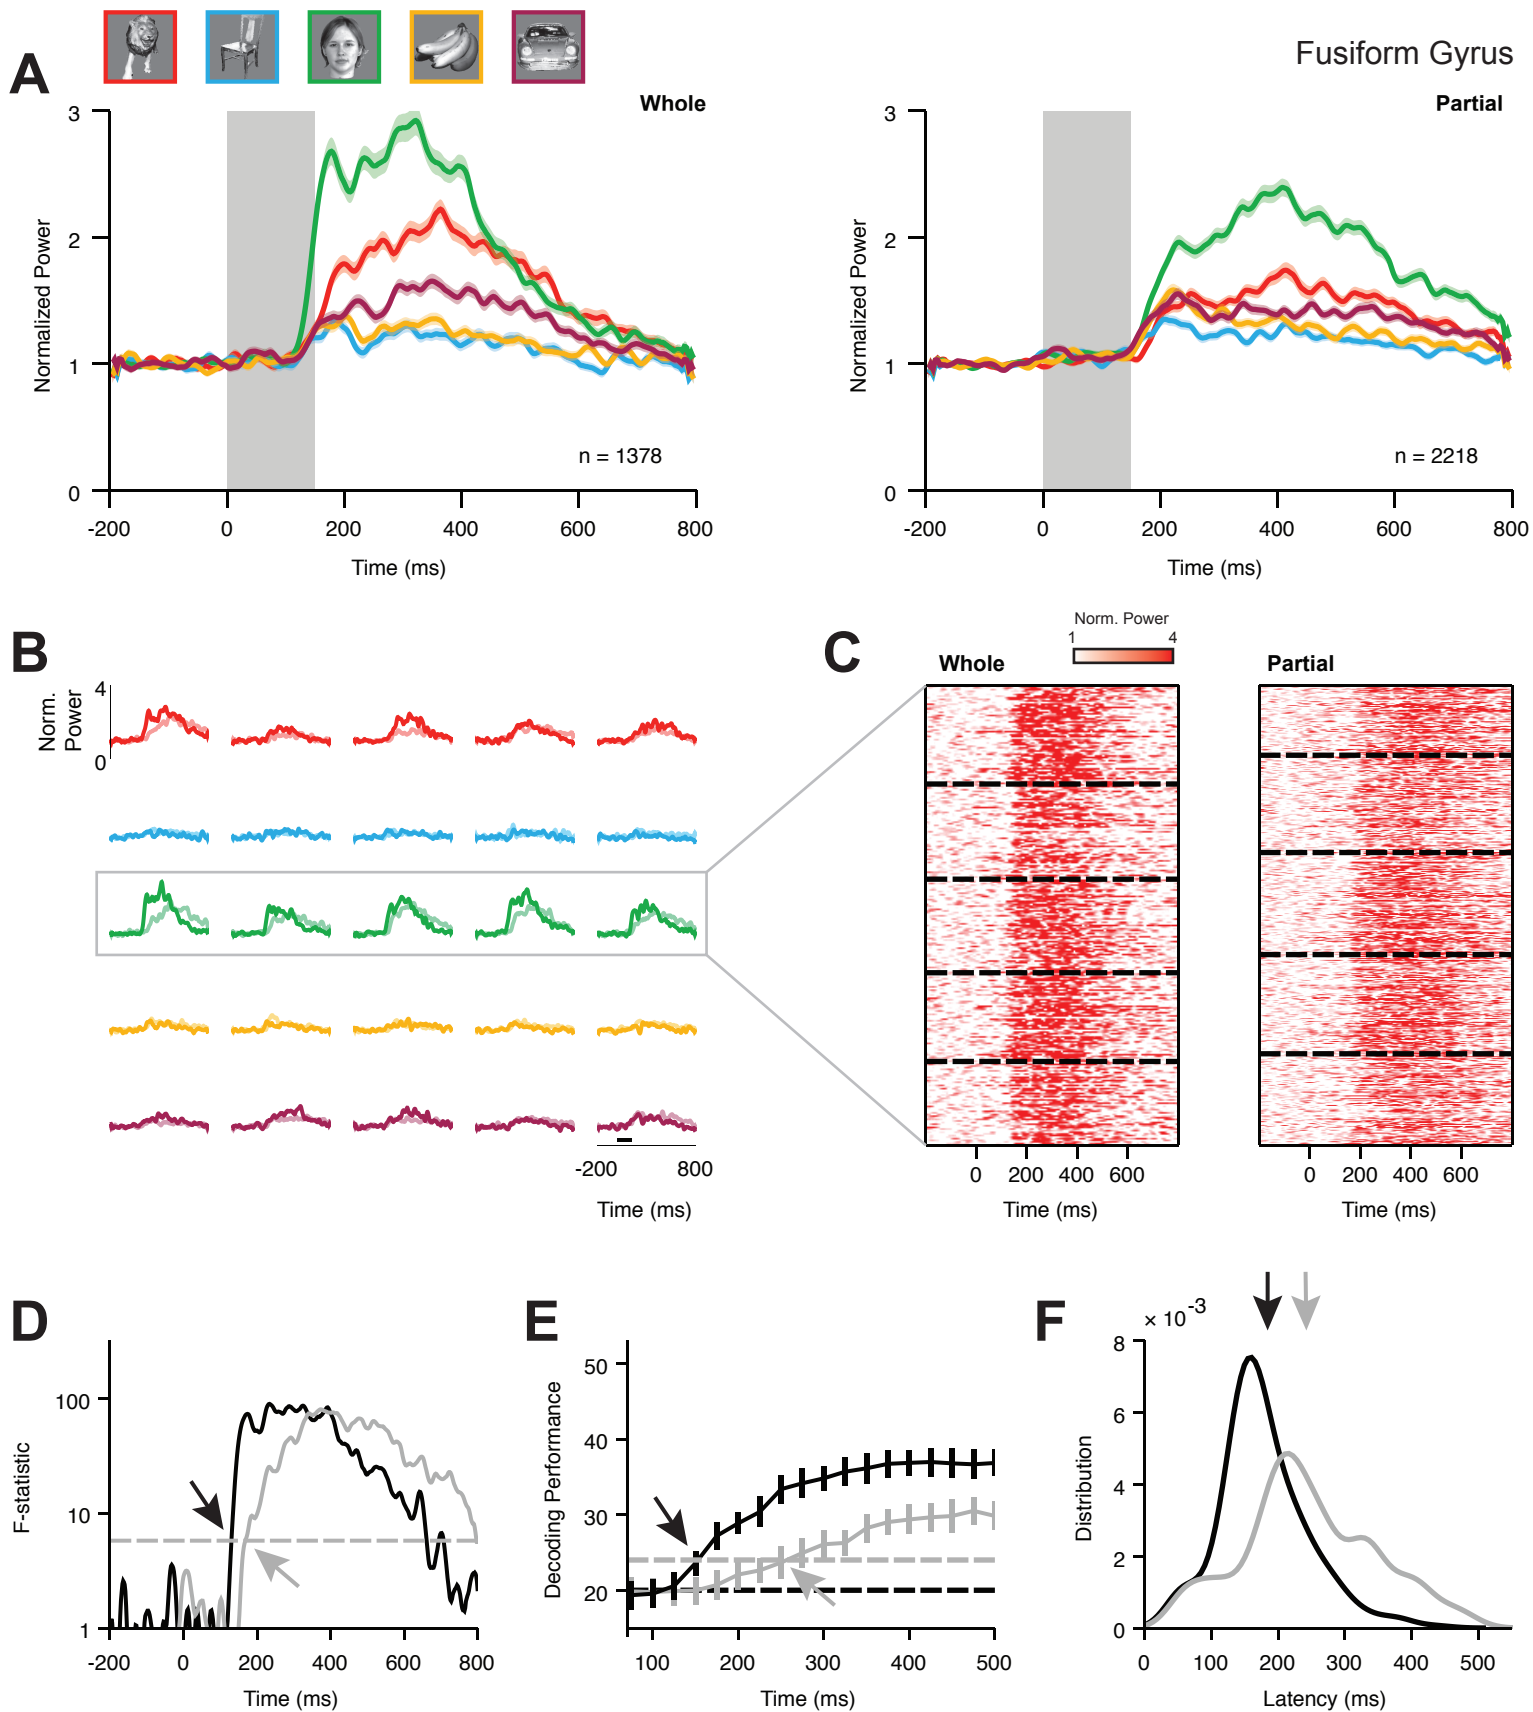 Fusiform Gyrus
A
Whole
Normalized Power
3
2
1
0
n = 1378
-200 0 200 400 600 800
Time (ms)
Partial
Normalized Power
3
2
1
0
n = 2218
-200 0 200 400 600 800
Time (ms)
B
Norm.
Power
4
0
-200 800
Time (ms)
C
Norm. Power
1 4
Whole
0 200 400 600
Time (ms)
Partial
0 200 400 600
Time (ms)
D
F-statistic
100
10
1
-200 0 200 400 600 800
Time (ms)
E
Decoding Performance
50
40
30
20
100 200 300 400 500
Time (ms)
F
× 10-3
Distribution
8
6
4
2
0
0 100 200 300 400 500
Latency (ms)